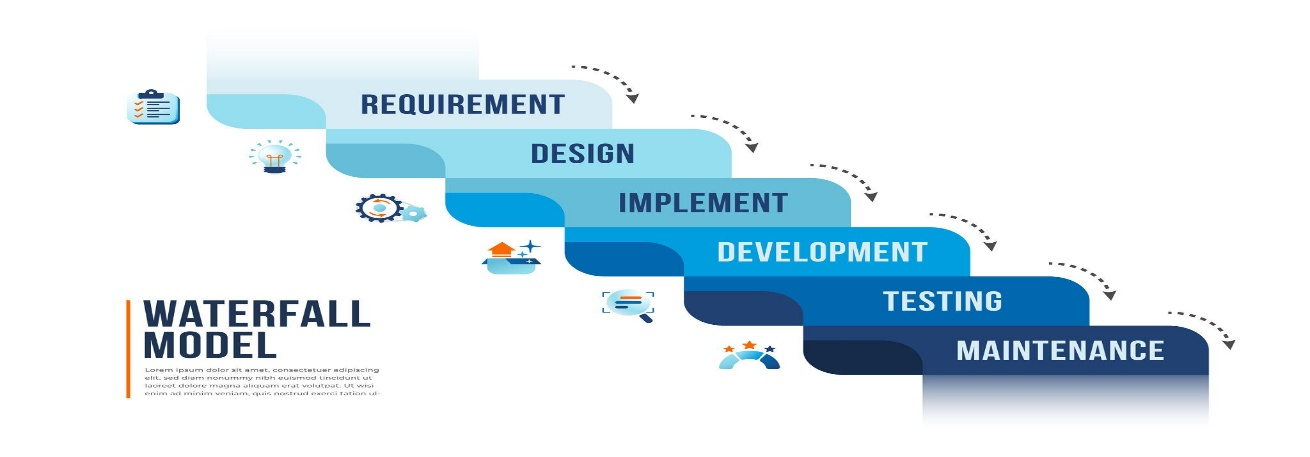 REQUIREMENT
DESIGN
IMPLEMENT
DEVELOPMENT
TESTING
MAINTENANCE
WATERFALL
MODEL
Lorem ipsum dolor sit amet, consectetuer adipiscing
elit, sed diam nonummy nibh euismod tincidunt ut
laoreet dolore magna aliquam erat volutpat. Ut wisi
enim ad minim veniam, quis nostrud exerci tation ul-